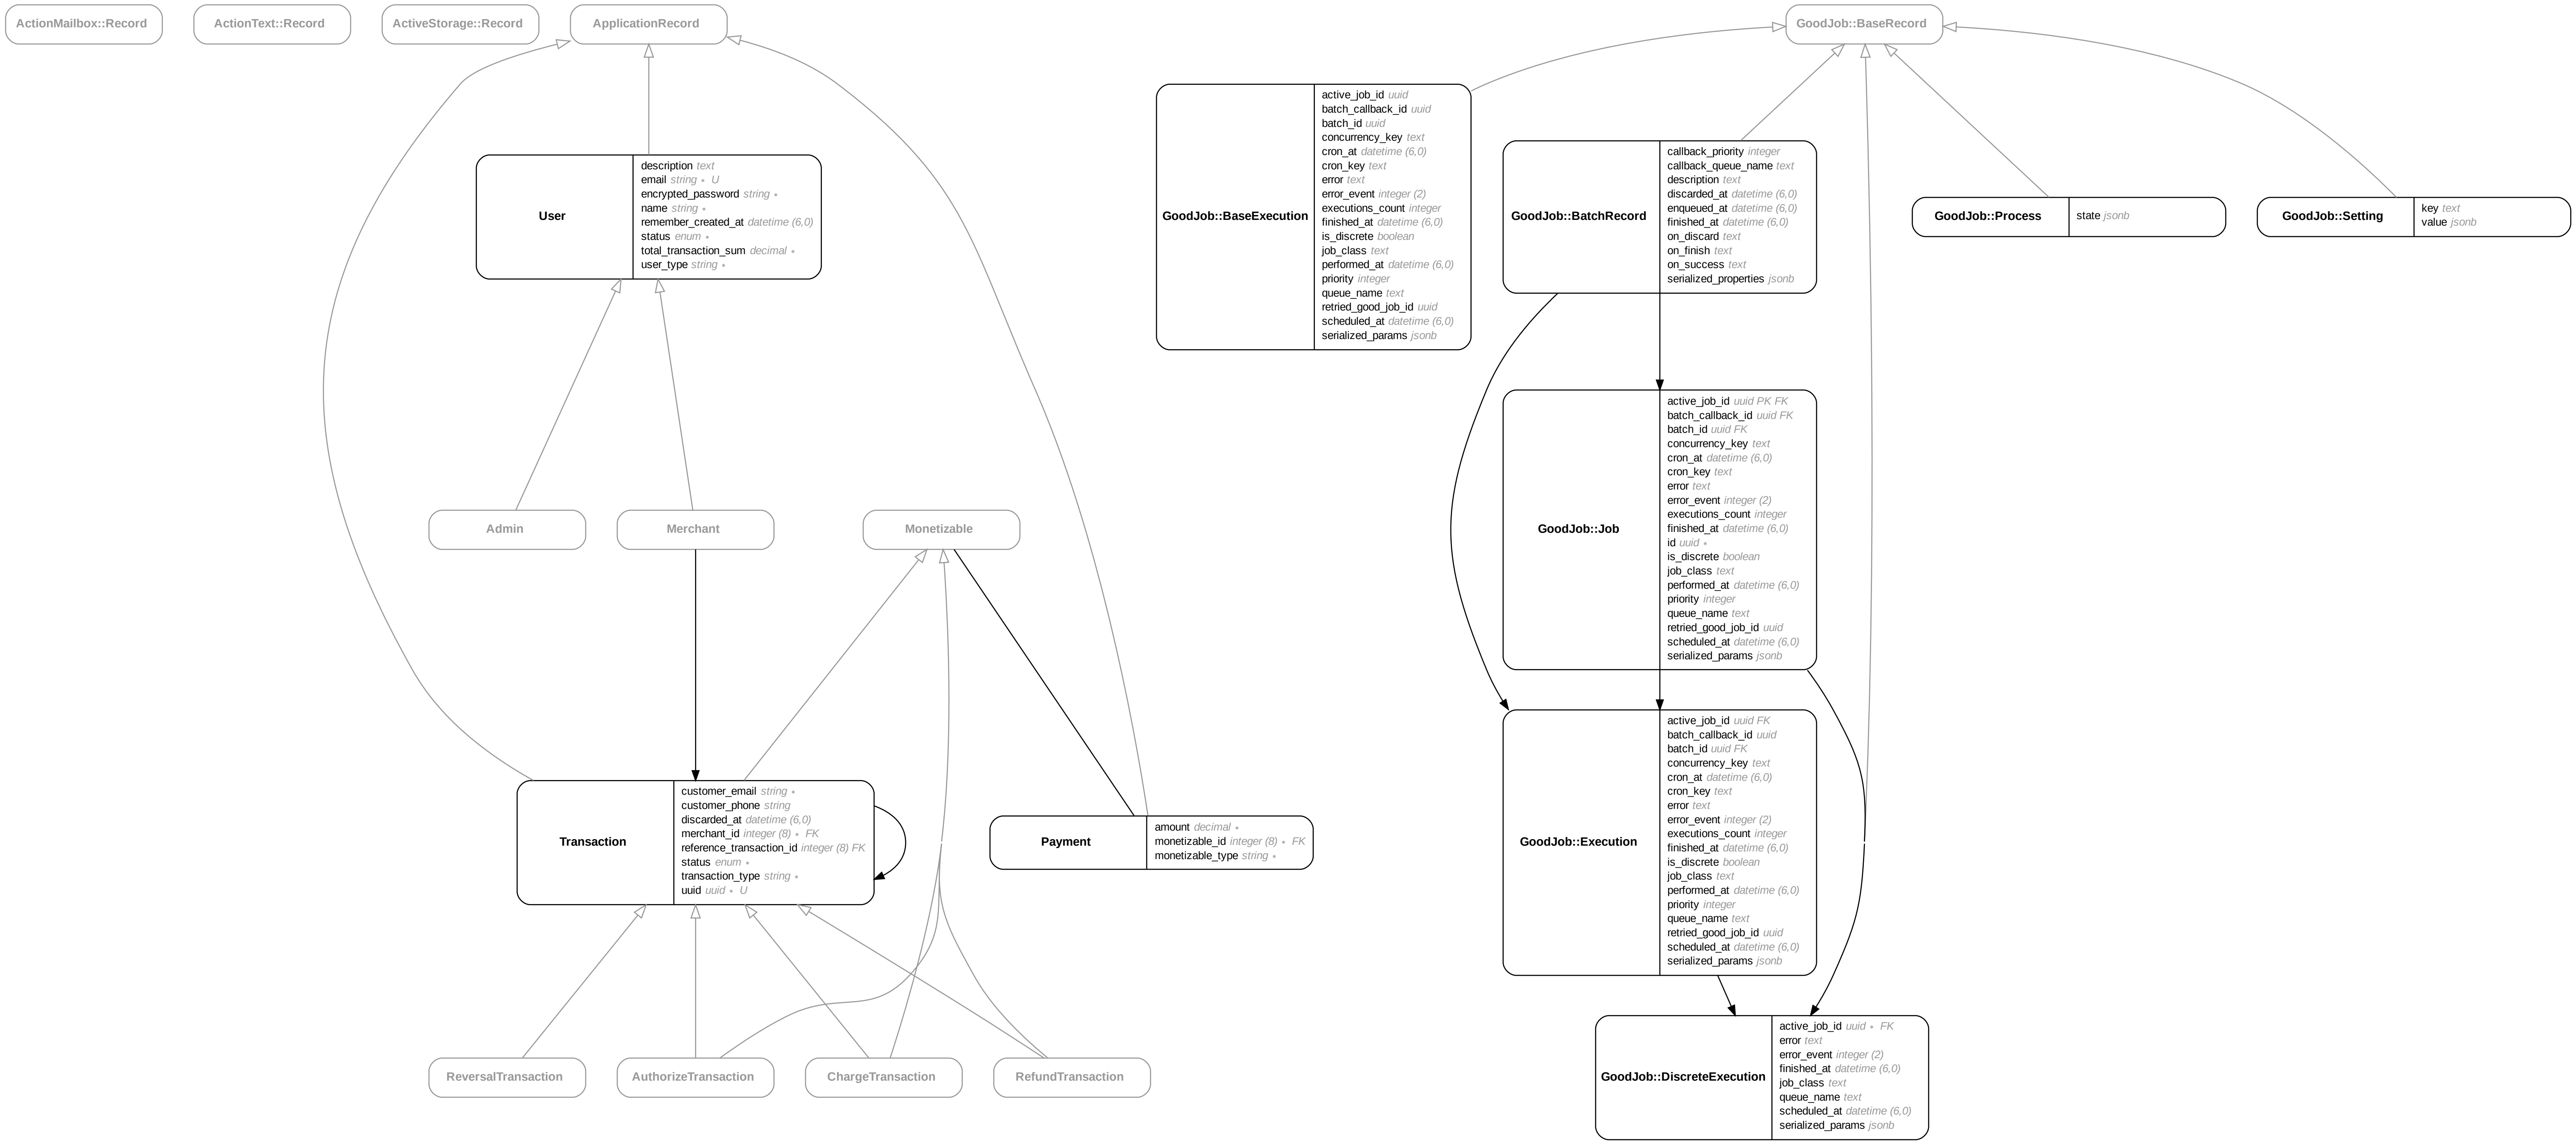 ActionMailbox::Record
ActionText::Record
ActiveStorage::Record
ApplicationRecord
GoodJob::BaseRecord
User
description text
email string ∗ U
encrypted_password string ∗
name string ∗
remember_created_at datetime (6,0)
status enum ∗
total_transaction_sum decimal ∗
user_type string ∗
GoodJob::BaseExecution
active_job_id uuid
batch_callback_id uuid
batch_id uuid
concurrency_key text
cron_at datetime (6,0)
cron_key text
error text
error_event integer (2)
executions_count integer
finished_at datetime (6,0)
is_discrete boolean
job_class text
performed_at datetime (6,0)
priority integer
queue_name text
retried_good_job_id uuid
scheduled_at datetime (6,0)
serialized_params jsonb
GoodJob::BatchRecord
callback_priority integer
callback_queue_name text
description text
discarded_at datetime (6,0)
enqueued_at datetime (6,0)
finished_at datetime (6,0)
on_discard text
on_finish text
on_success text
serialized_properties jsonb
GoodJob::Process
state jsonb
GoodJob::Setting
key text
value jsonb
Admin
Merchant
Monetizable
GoodJob::Job
active_job_id uuid PK FK
batch_callback_id uuid FK
batch_id uuid FK
concurrency_key text
cron_at datetime (6,0)
cron_key text
error text
error_event integer (2)
executions_count integer
finished_at datetime (6,0)
id uuid ∗
is_discrete boolean
job_class text
performed_at datetime (6,0)
priority integer
queue_name text
retried_good_job_id uuid
scheduled_at datetime (6,0)
serialized_params jsonb
Transaction
customer_email string ∗
customer_phone string
discarded_at datetime (6,0)
merchant_id integer (8) ∗ FK
reference_transaction_id integer (8) FK
status enum ∗
transaction_type string ∗
uuid uuid ∗ U
Payment
amount decimal ∗
monetizable_id integer (8) ∗ FK
monetizable_type string ∗
GoodJob::Execution
active_job_id uuid FK
batch_callback_id uuid
batch_id uuid FK
concurrency_key text
cron_at datetime (6,0)
cron_key text
error text
error_event integer (2)
executions_count integer
finished_at datetime (6,0)
is_discrete boolean
job_class text
performed_at datetime (6,0)
priority integer
queue_name text
retried_good_job_id uuid
scheduled_at datetime (6,0)
serialized_params jsonb
ReversalTransaction
AuthorizeTransaction
ChargeTransaction
RefundTransaction
GoodJob::DiscreteExecution
active_job_id uuid ∗ FK
error text
error_event integer (2)
finished_at datetime (6,0)
job_class text
queue_name text
scheduled_at datetime (6,0)
serialized_params jsonb